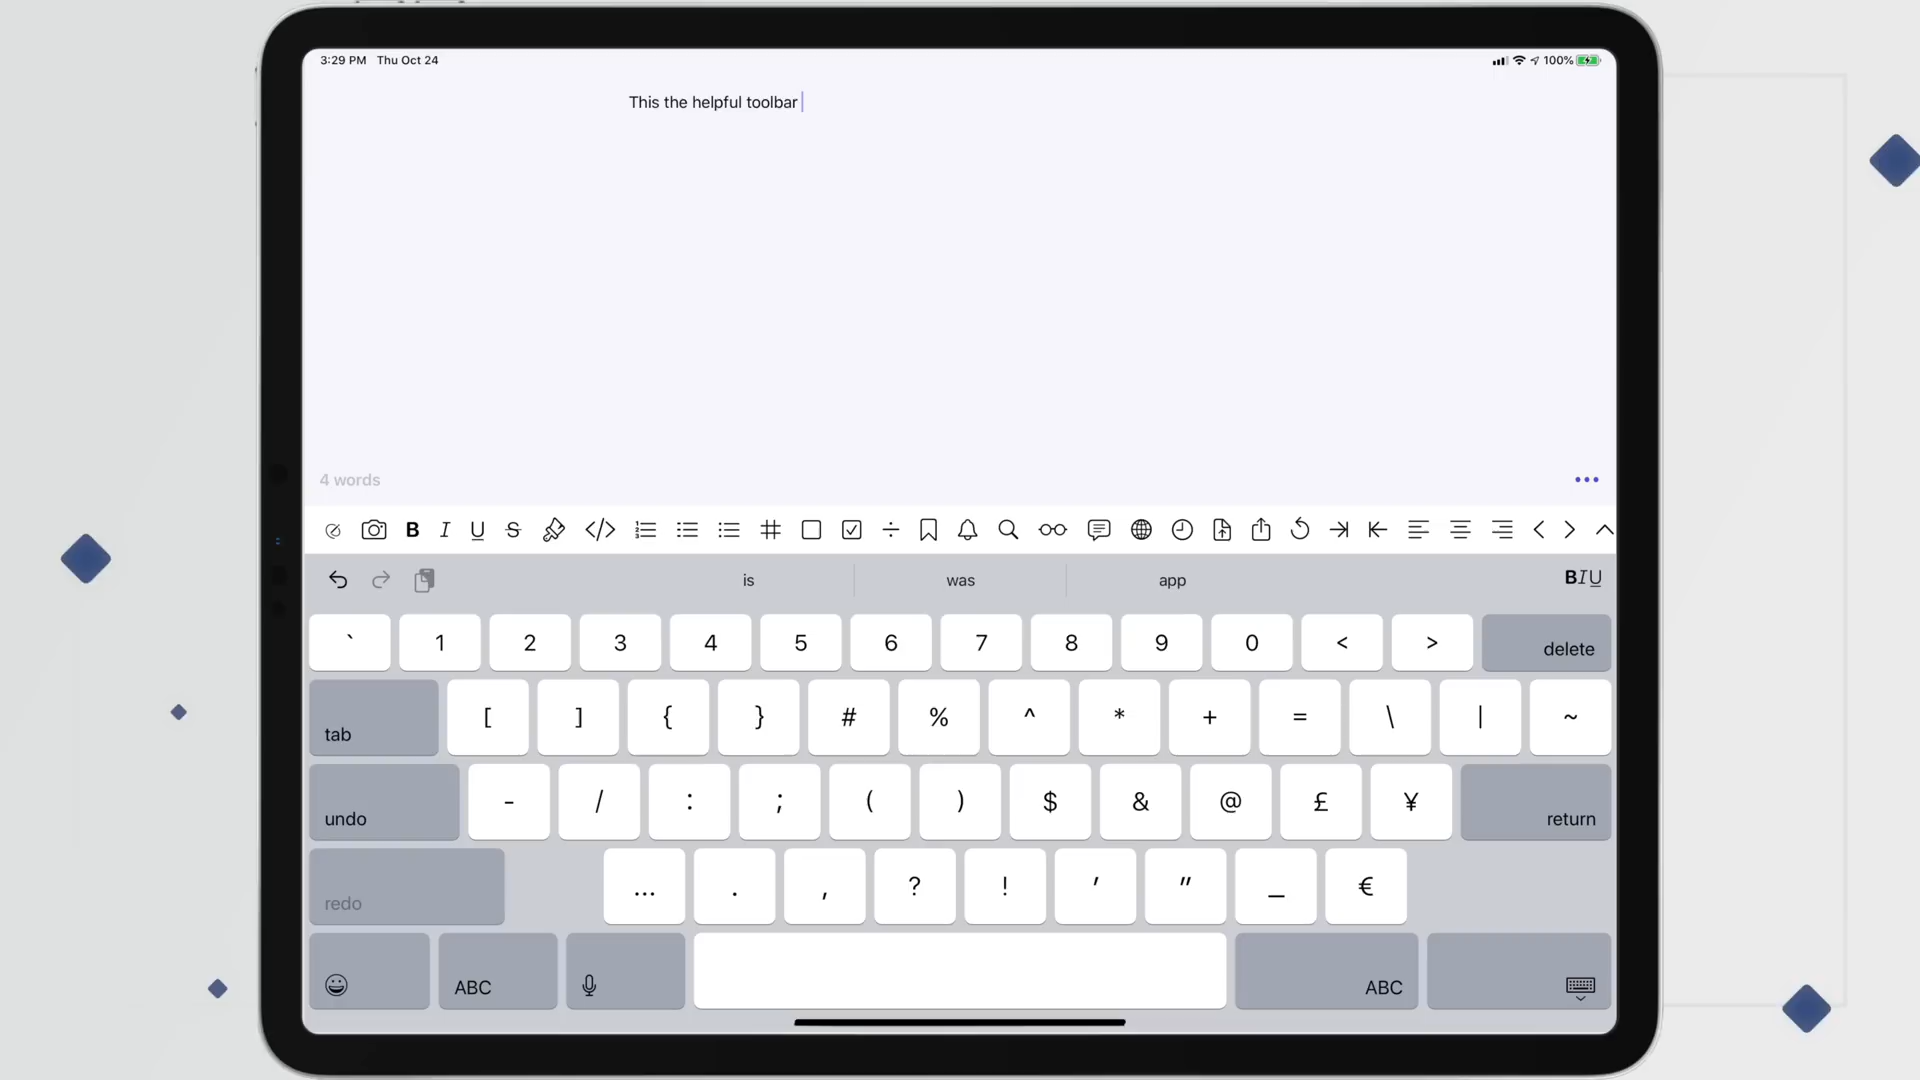 3:29 PM Thu Oct 24
100%
This the helpful toolbar
4 words
B I U S </>
is was app BIU
` 1 2 3 4 5 6 7 8 9 0 < > delete
tab [ ] { } # % ^ * + = \ | ~
undo - / : ; ( ) $ & @ £ ¥ return
redo … . , ? ! ' " _ €
ABC ABC